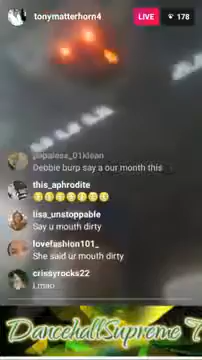 tonymatterhorn4
LIVE
178
papalesa_01klean
Debbie burp say a our month this
this_aphrodite
lisa_unstoppable
Say u mouth dirty
lovefashion101_
She said ur mouth dirty
crissyrocks22
Lmao
DancehallSupreme T